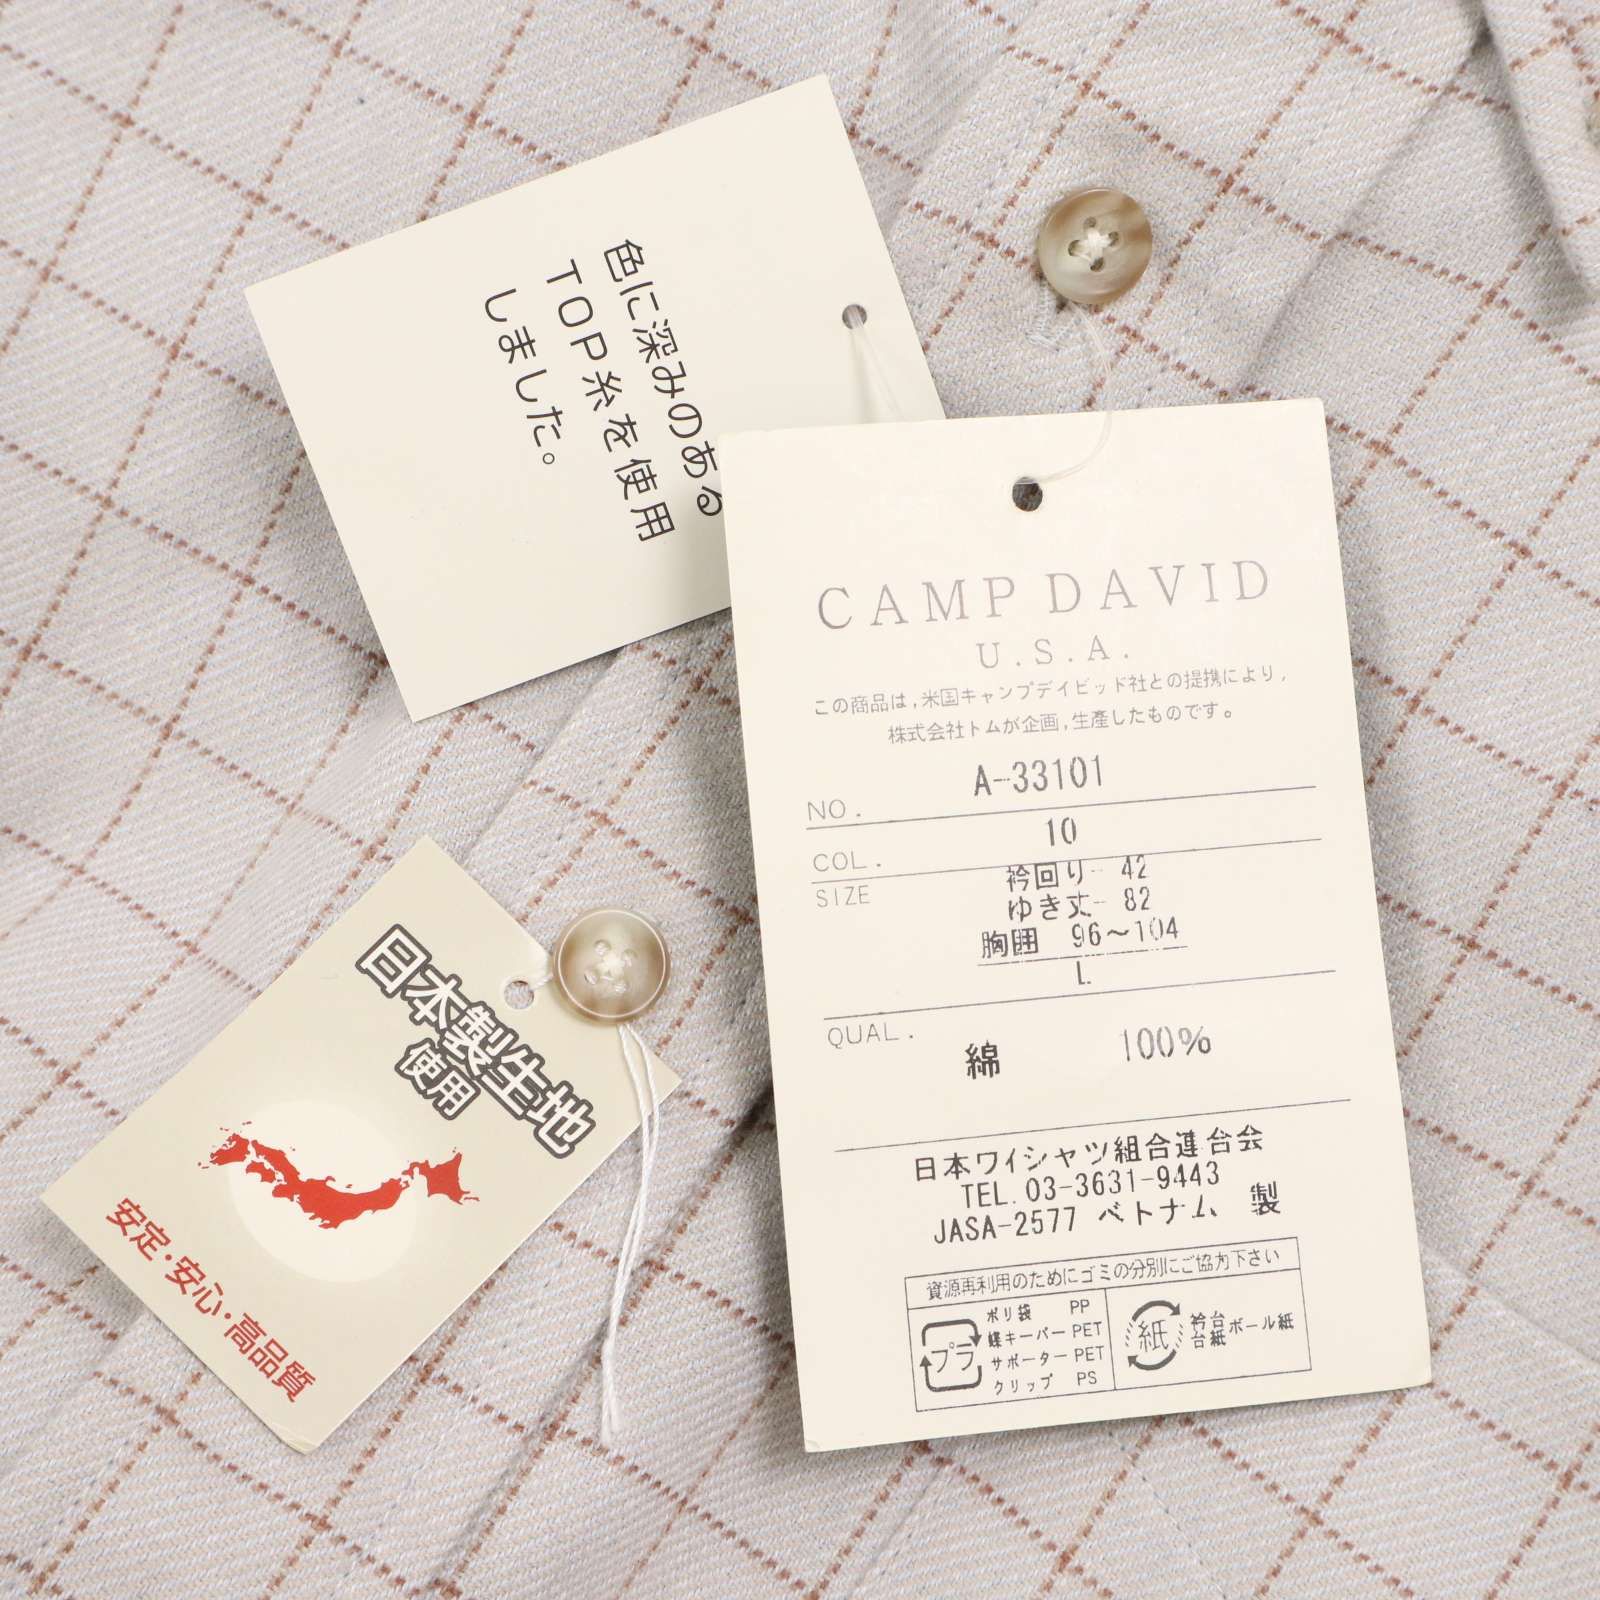 色に深みのある
TOP糸を使用
しました。
CAMP DAVID
U.S.A.
この商品は,米国キャンプデイビッド社との提携により,
株式会社トムが企画,生産したものです。
NO. A-33101
COL. 10
SIZE 衿回り- 42
ゆき丈- 82
胸囲 96~104
L
QUAL. 綿 100%
日本ワイシャツ組合連合会
TEL.03-3631-9443
JASA-2577 ベトナム 製
資源再利用のためにゴミの分別にご協力下さい
プラ
ポリ袋 PP
蝶キーパー PET
サポーター PET
クリップ PS
紙
衿台 ボール紙
台紙
日本製生地
使用
安定・安心・高品質